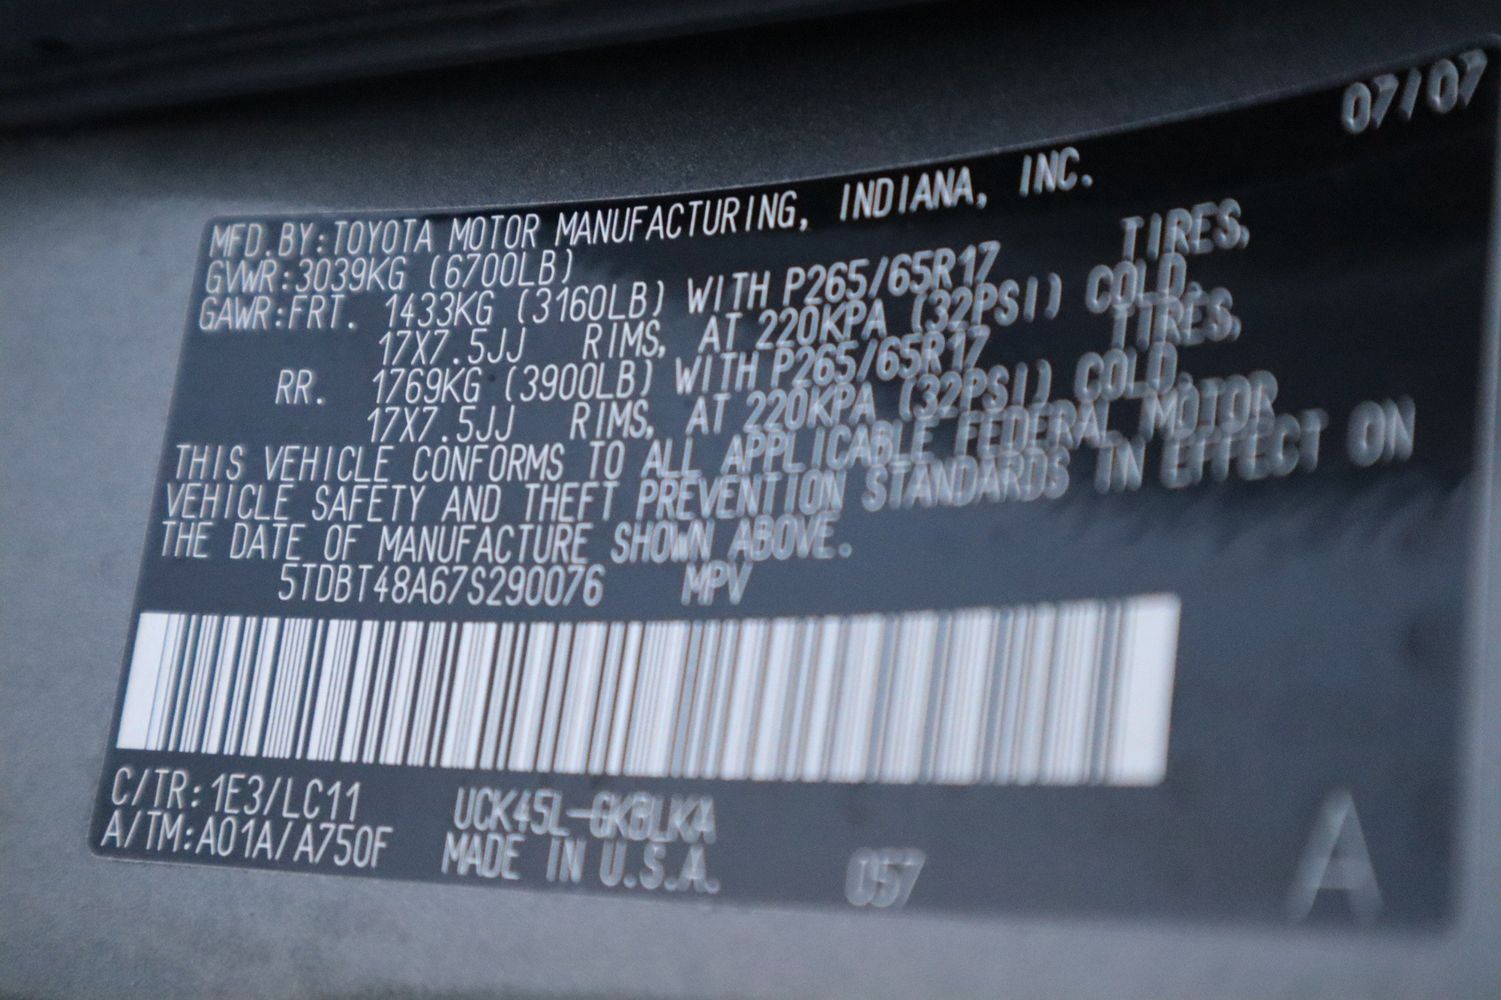 07/07
MFD.BY:TOYOTA MOTOR MANUFACTURING, INDIANA, INC.
GVWR:3039KG (6700LB)
GAWR:FRT. 1433KG (3160LB) WITH P265/65R17 TIRES,
17X7.5JJ RIMS, AT 220KPA (32PSI) COLD.
RR. 1769KG (3900LB) WITH P265/65R17 TIRES,
17X7.5JJ RIMS, AT 220KPA (32PSI) COLD.
THIS VEHICLE CONFORMS TO ALL APPLICABLE FEDERAL MOTOR
VEHICLE SAFETY AND THEFT PREVENTION STANDARDS IN EFFECT ON
THE DATE OF MANUFACTURE SHOWN ABOVE.
5TDBT48A67S290076 MPV
C/TR:1E3/LC11 UCK45L-GKBLKA
A/TM:A01A/A750F MADE IN U.S.A. 057
A